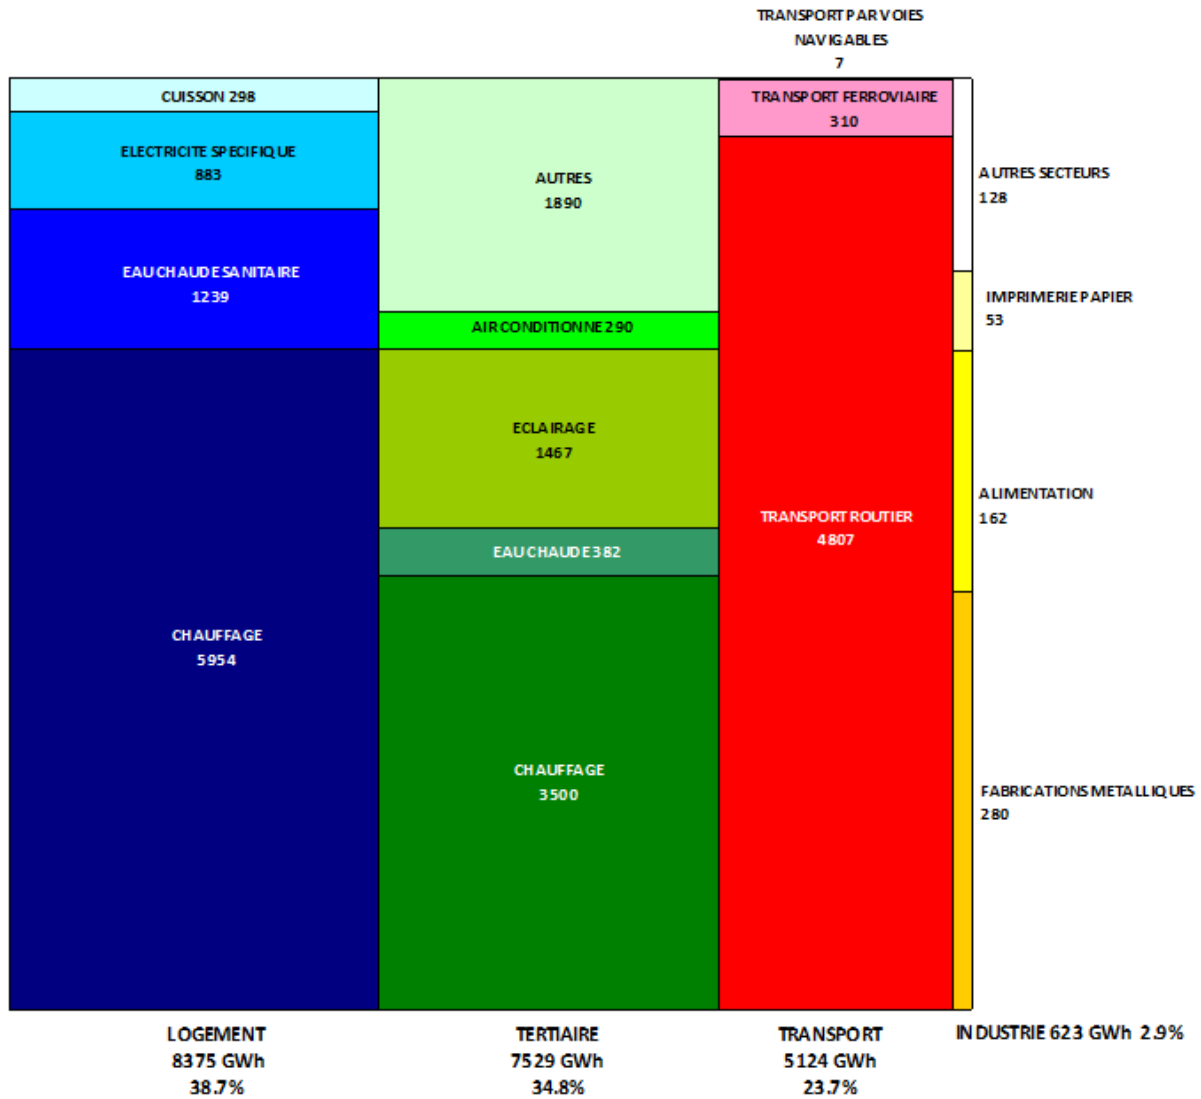 TRANSPORT PAR VOIES
NAVIGABLES
7
CUISSON 298
ELECTRICITE SPECIFIQUE
883
EAU CHAUDE SANITAIRE
1239
CHAUFFAGE
5954
AUTRES
1890
AIR CONDITIONNE 290
ECLAIRAGE
1467
EAU CHAUDE 382
CHAUFFAGE
3500
TRANSPORT FERROVIAIRE
310
TRANSPORT ROUTIER
4807
AUTRES SECTEURS
128
IMPRIMERIE PAPIER
53
ALIMENTATION
162
FABRICATIONS METALLIQUES
280
LOGEMENT
8375 GWh
38.7%
TERTIAIRE
7529 GWh
34.8%
TRANSPORT
5124 GWh
23.7%
INDUSTRIE 623 GWh 2.9%